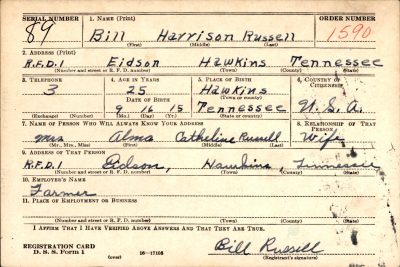 SERIAL NUMBER 1. NAME (Print) ORDER NUMBER
89 Bill Harrison Russell 1590
(First) (Middle) (Last)
2. ADDRESS (Print)
R.F.D.1 Eidson Hawkins Tennessee
(Number and street or R. F. D. number) (Town) (County) (State)
3. TELEPHONE 4. AGE IN YEARS 5. PLACE OF BIRTH 6. COUNTRY OF CITIZENSHIP
3 25 Hawkins
(Town or county)
DATE OF BIRTH
9 16 15 Tennessee U. S. A.
(Exchange) (Number) (Mo.) (Day) (Yr.) (State or country)
7. NAME OF PERSON WHO WILL ALWAYS KNOW YOUR ADDRESS 8. RELATIONSHIP OF THAT PERSON
Mrs Alma Catheline Russell Wife
(Mr., Mrs., Miss) (First) (Middle) (Last)
9. ADDRESS OF THAT PERSON
R.F.D.1 Eidson, Hawkins, Tennessee
(Number and street or R. F. D. number) (Town) (County) (State)
10. EMPLOYER'S NAME
Farmer
11. PLACE OF EMPLOYMENT OR BUSINESS
(Number and street or R. F. D. number) (Town) (County) (State)
I AFFIRM THAT I HAVE VERIFIED ABOVE ANSWERS AND THAT THEY ARE TRUE.
REGISTRATION CARD
D. S. S. Form 1 (over) 16—17105 Bill Russell
(Registrant's signature)